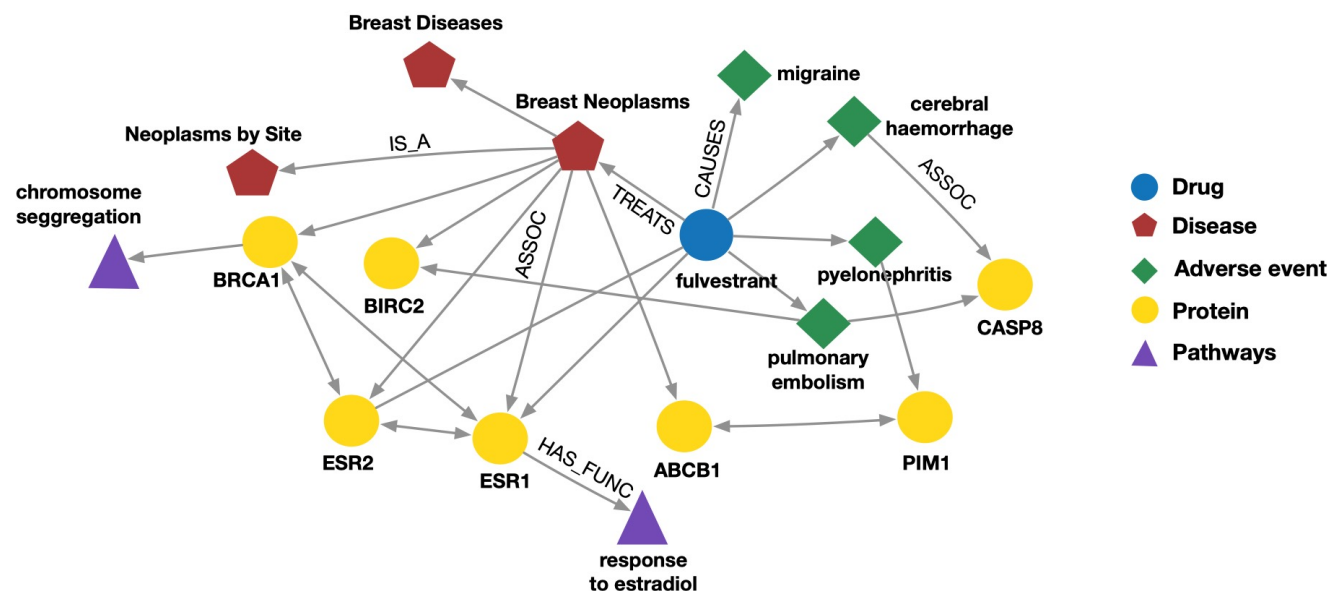 Breast Diseases
migraine
Breast Neoplasms
cerebral
haemorrhage
Neoplasms by Site
IS_A
CAUSES
ASSOC
chromosome
seggregation
TREATS
Drug
Disease
Adverse event
Protein
Pathways
ASSOC
BRCA1
BIRC2
fulvestrant
pyelonephritis
CASP8
pulmonary
embolism
ESR2
ESR1
HAS_FUNC
ABCB1
PIM1
response
to estradiol